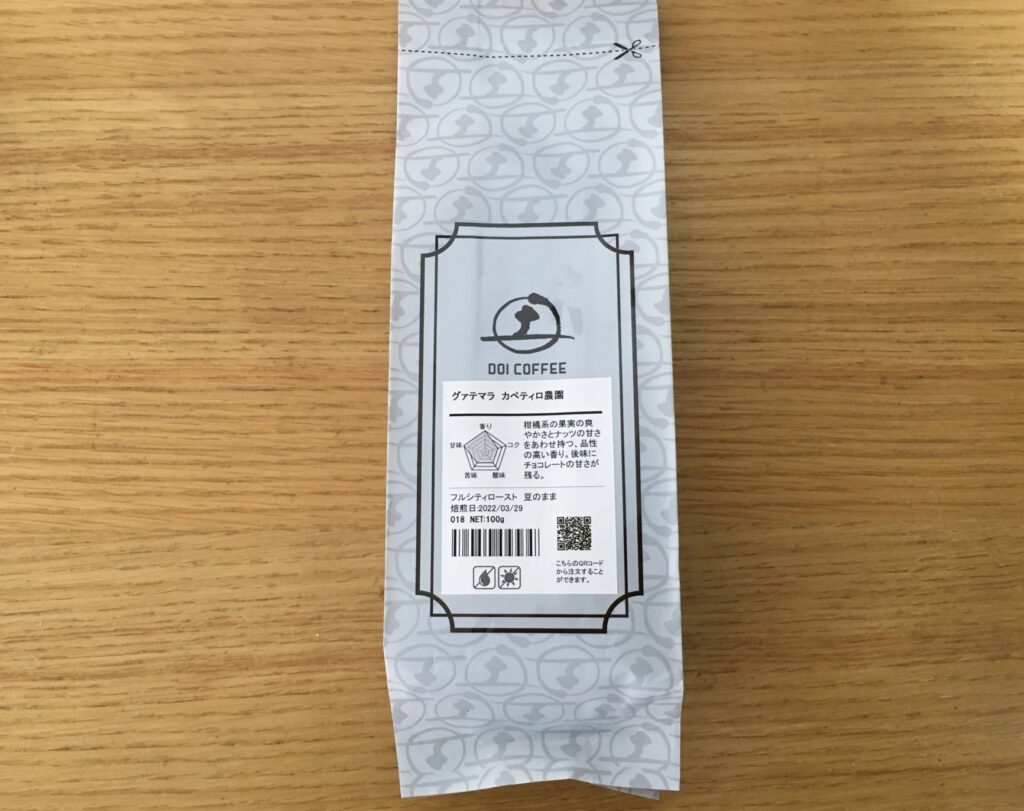 DOI COFFEE
グァテマラ カペティロ農園
香り
甘味
コク
苦味
酸味
柑橘系の果実の爽
やかさとナッツの甘さ
をあわせ持つ、品性
の高い香り。後味に
チョコレートの甘さが
残る。
フルシティロースト 豆のまま
焙煎日:2022/03/29
018 NET:100g
こちらのQRコード
から注文すること
ができます。